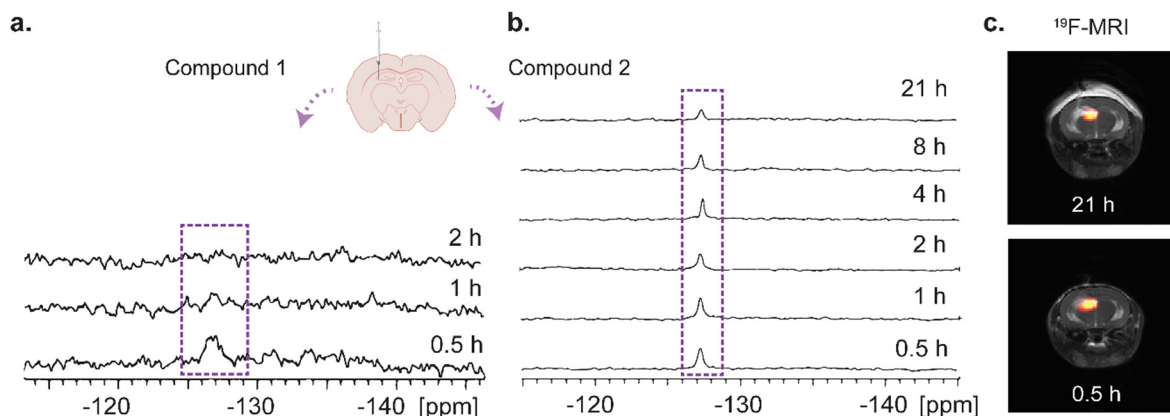 a.
Compound 1
2 h
1 h
0.5 h
-120 -130 -140 [ppm]
b.
Compound 2
21 h
8 h
4 h
2 h
1 h
0.5 h
-120 -130 -140 [ppm]
c.
¹⁹F-MRI
21 h
0.5 h